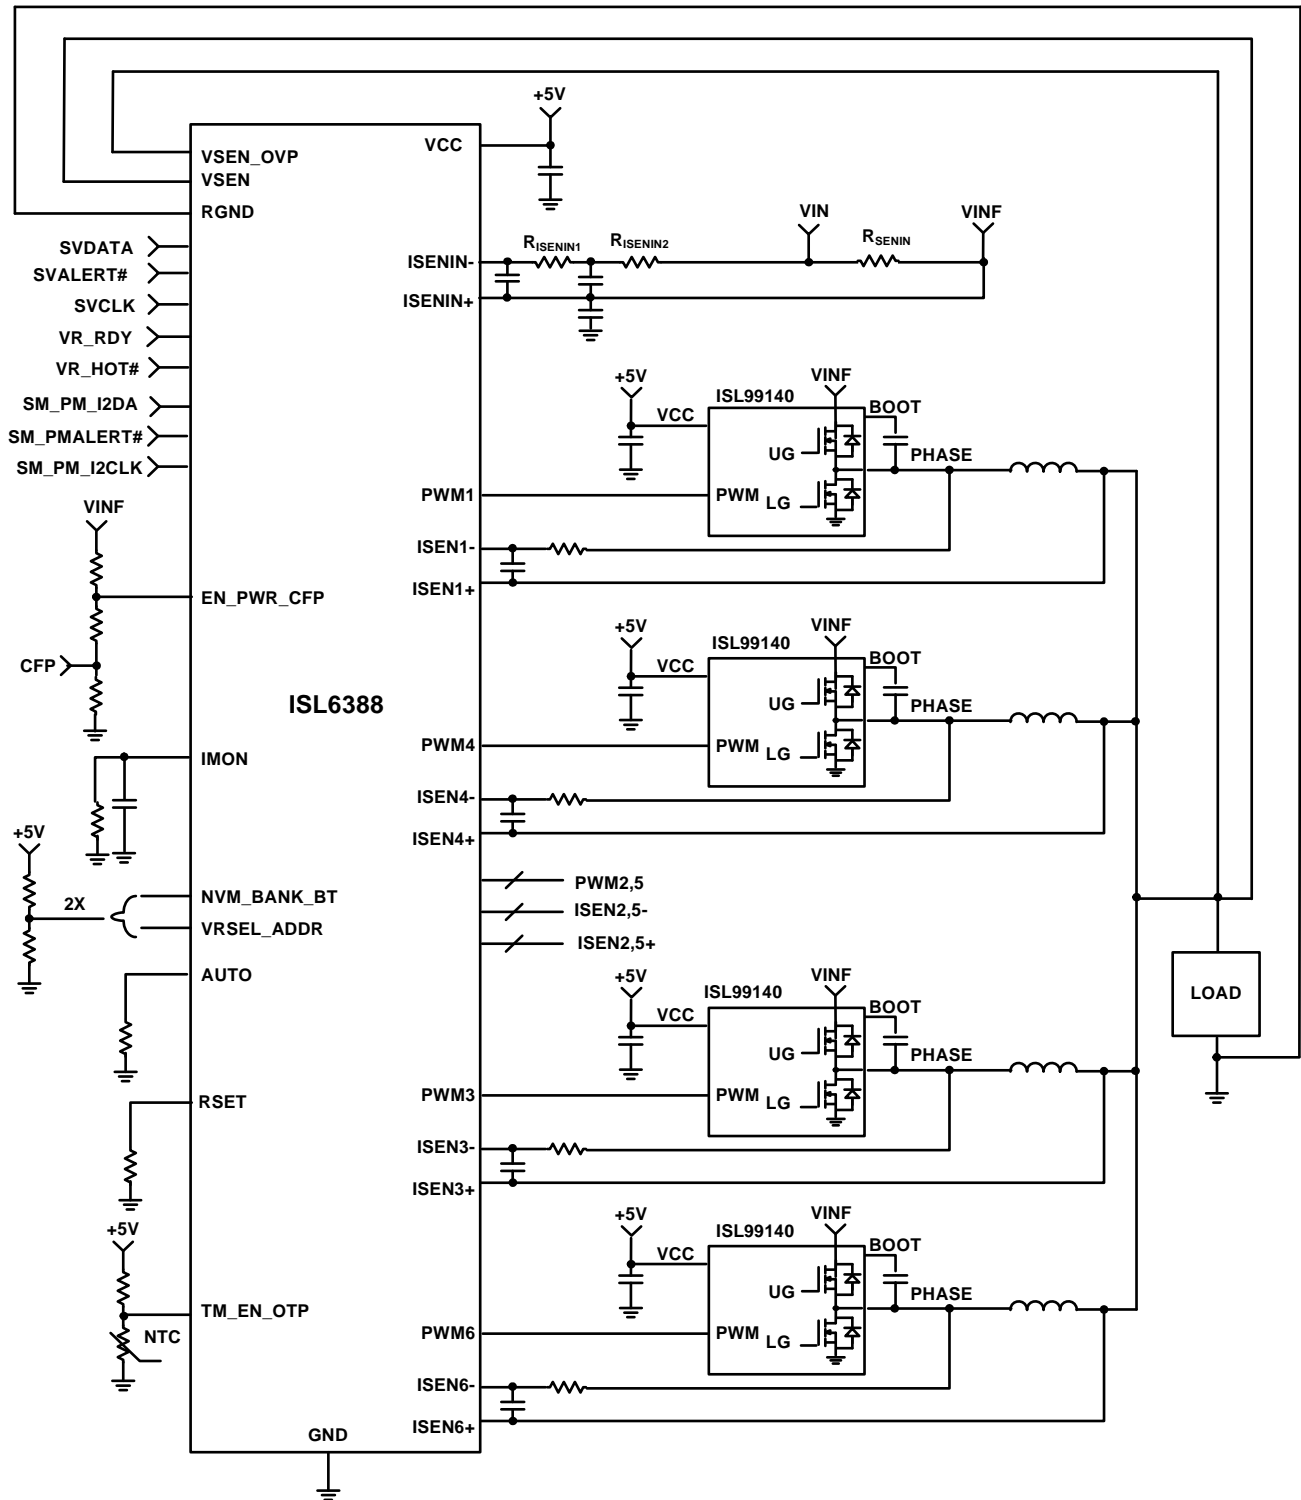 +5V
VSEN_OVP
VCC
VSEN
RGND
SVDATA
SVALERT#
SVCLK
VR_RDY
VR_HOT#
SM_PM_I2DA
SM_PMALERT#
SM_PM_I2CLK
VIN
VINF
RISENIN1
RISENIN2
RSENIN
ISENIN-
ISENIN+
+5V
VINF
ISL99140
BOOT
VCC
UG
PHASE
PWM1
PWM
LG
ISEN1-
ISEN1+
VINF
EN_PWR_CFP
CFP
ISL6388
+5V
VINF
ISL99140
BOOT
VCC
UG
PHASE
PWM4
PWM
LG
ISEN4-
ISEN4+
IMON
+5V
2X
NVM_BANK_BT
VRSEL_ADDR
PWM2,5
ISEN2,5-
ISEN2,5+
AUTO
+5V
VINF
ISL99140
BOOT
VCC
UG
PHASE
LOAD
RSET
PWM3
PWM
LG
ISEN3-
ISEN3+
+5V
TM_EN_OTP
NTC
+5V
VINF
ISL99140
BOOT
VCC
UG
PHASE
PWM6
PWM
LG
ISEN6-
ISEN6+
GND